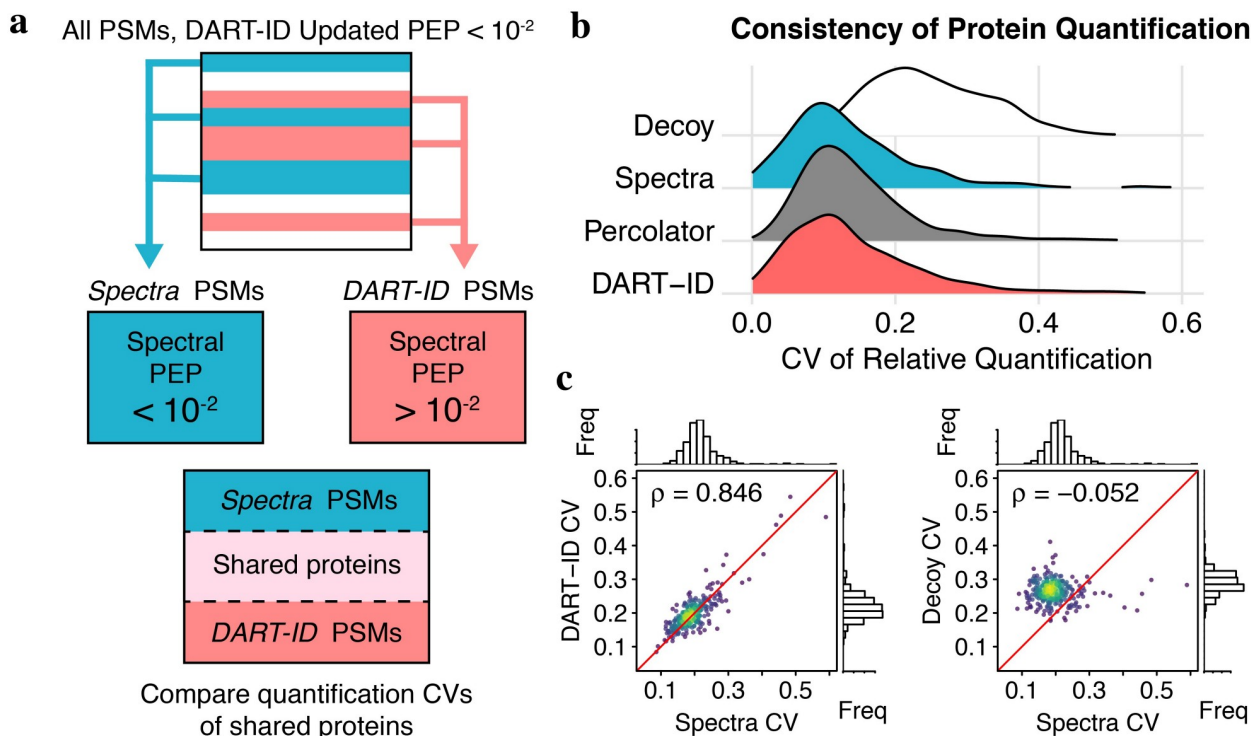 a
All PSMs, DART-ID Updated PEP < 10⁻²
Spectra PSMs
DART-ID PSMs
Spectral
PEP
< 10⁻²
Spectral
PEP
> 10⁻²
Spectra PSMs
Shared proteins
DART-ID PSMs
Compare quantification CVs
of shared proteins
b
Consistency of Protein Quantification
Decoy
Spectra
Percolator
DART–ID
0.0 0.2 0.4 0.6
CV of Relative Quantification
c
Freq
ρ = 0.846
DART–ID CV
0.6
0.5
0.4
0.3
0.2
0.1
0.1 0.3 0.5
Spectra CV
Freq
Freq
ρ = −0.052
Decoy CV
0.6
0.5
0.4
0.3
0.2
0.1
0.1 0.3 0.5
Spectra CV
Freq